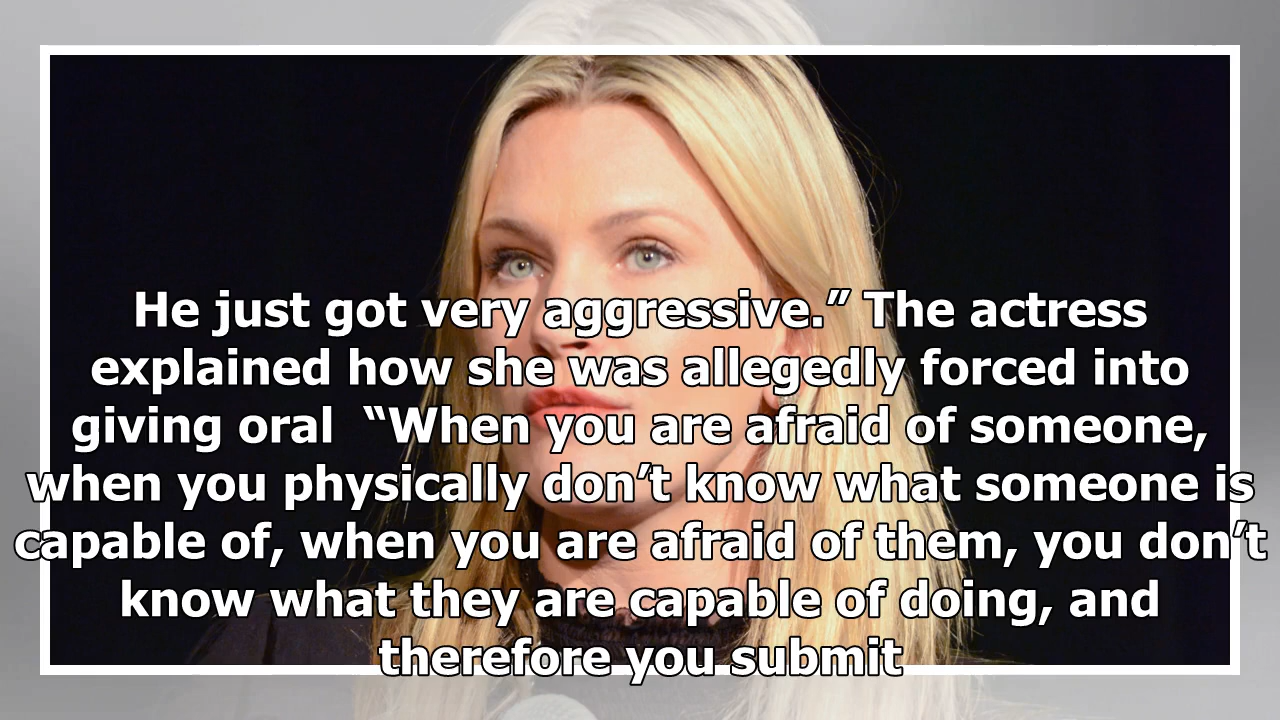 He just got very aggressive.” The actress
explained how she was allegedly forced into
giving oral  “When you are afraid of someone,
when you physically don’t know what someone is
capable of, when you are afraid of them, you don’t
know what they are capable of doing, and
therefore you submit